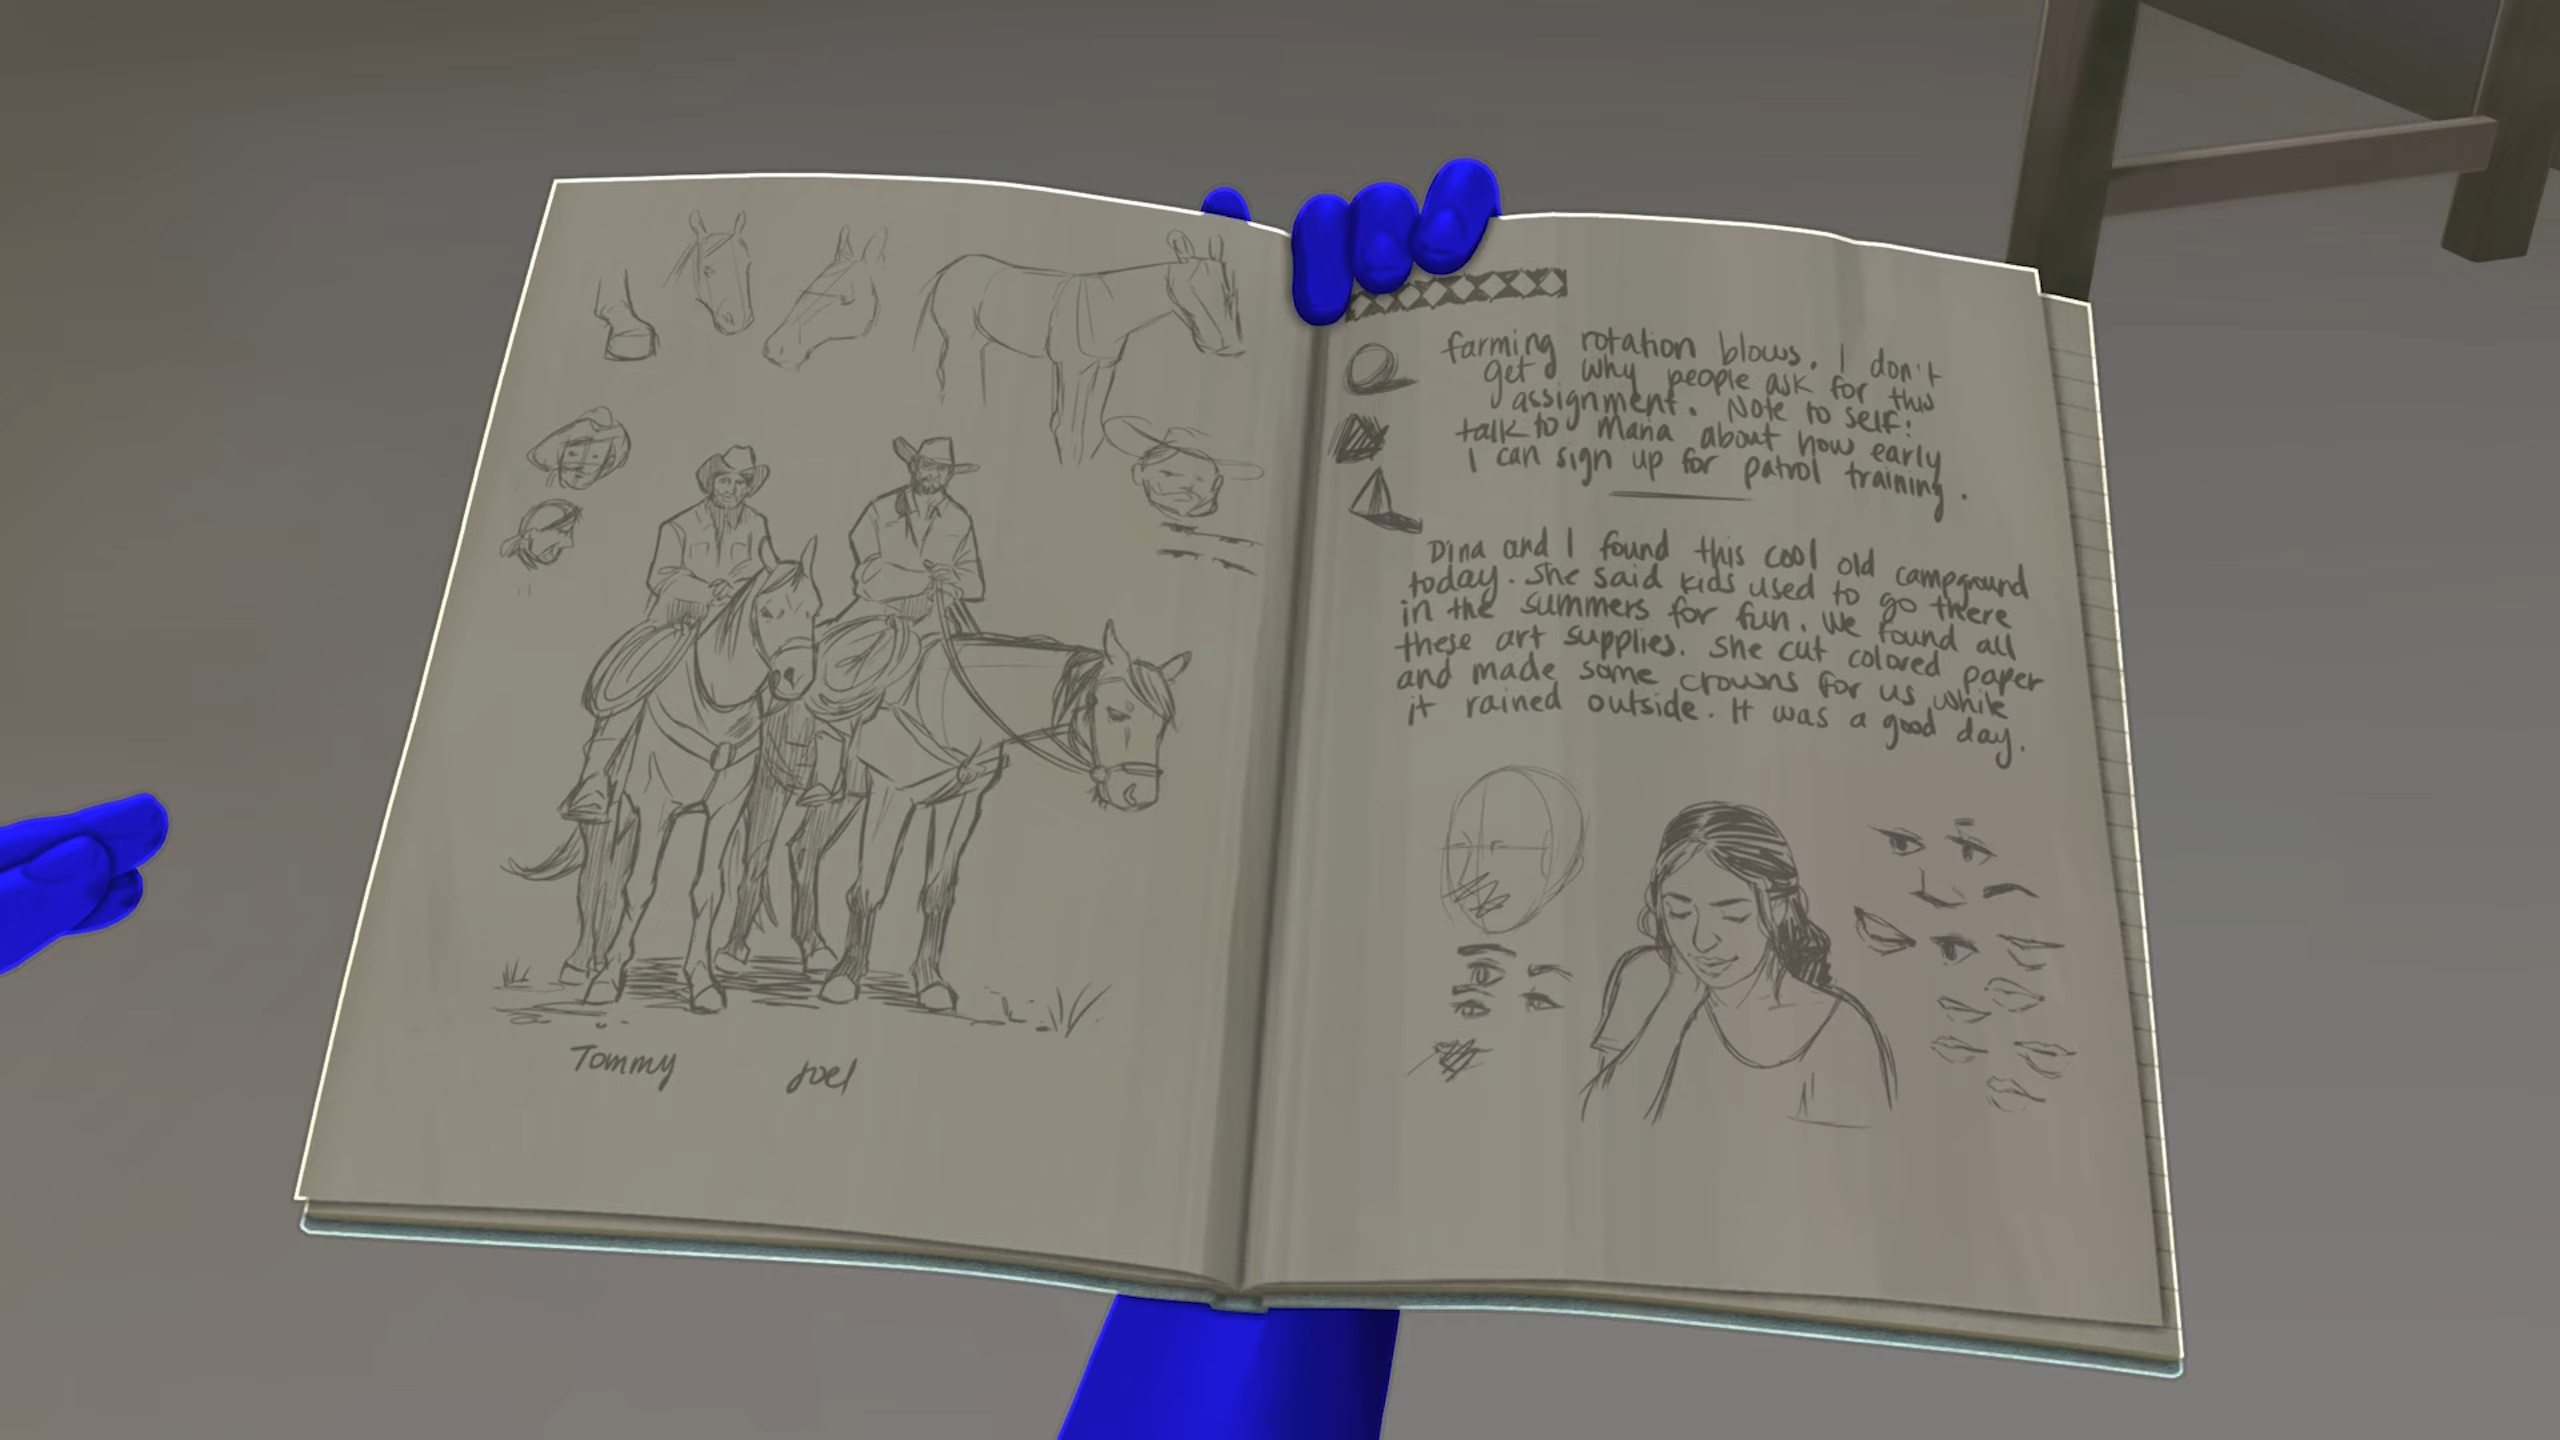 Tommy
Joel
farming rotation blows. I don't
get why people ask for this
assignment. Note to self:
talk to Maria about how early
I can sign up for patrol training.
Dina and I found this cool old campground
today. She said kids used to go there
in the summers for fun. We found all
these art supplies. She cut colored paper
and made some crowns for us while
it rained outside. It was a good day.